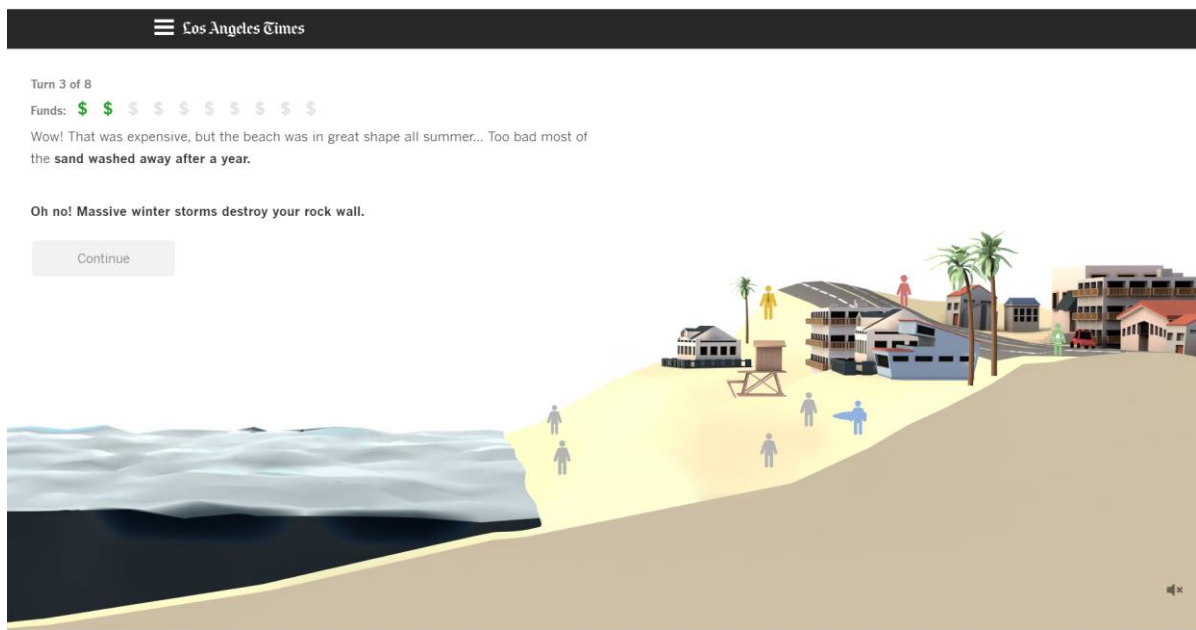 Los Angeles Times
Turn 3 of 8
Funds: $ $ $ $ $ $ $ $ $ $
Wow! That was expensive, but the beach was in great shape all summer... Too bad most of
the sand washed away after a year.
Oh no! Massive winter storms destroy your rock wall.
Continue